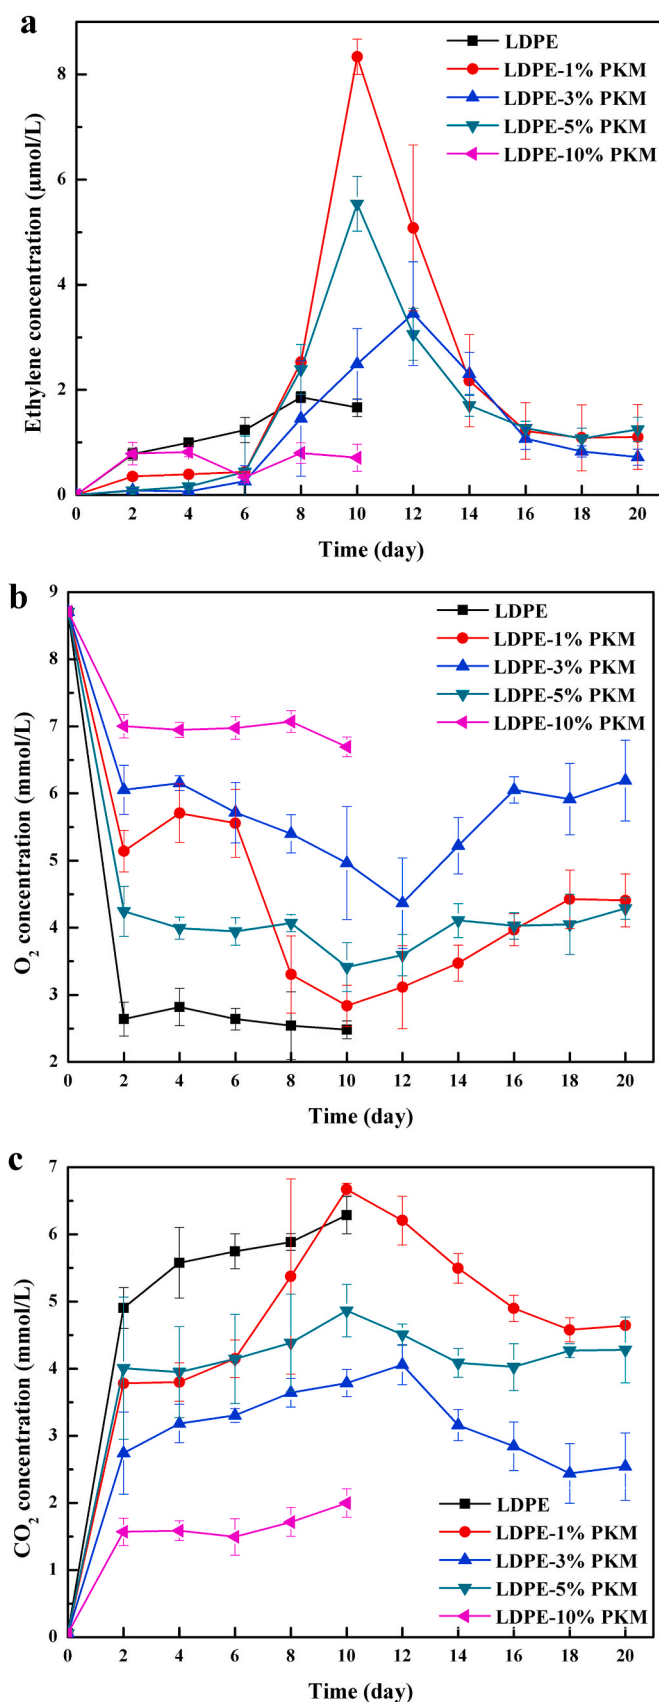 a
LDPE
LDPE-1% PKM
LDPE-3% PKM
LDPE-5% PKM
LDPE-10% PKM
Ethylene concentration (μmol/L)
8
6
4
2
0
0 2 4 6 8 10 12 14 16 18 20
Time (day)
b
LDPE
LDPE-1% PKM
LDPE-3% PKM
LDPE-5% PKM
LDPE-10% PKM
O₂ concentration (mmol/L)
9
8
7
6
5
4
3
2
0 2 4 6 8 10 12 14 16 18 20
Time (day)
c
CO₂ concentration (mmol/L)
7
6
5
4
3
2
1
0
LDPE
LDPE-1% PKM
LDPE-3% PKM
LDPE-5% PKM
LDPE-10% PKM
0 2 4 6 8 10 12 14 16 18 20
Time (day)